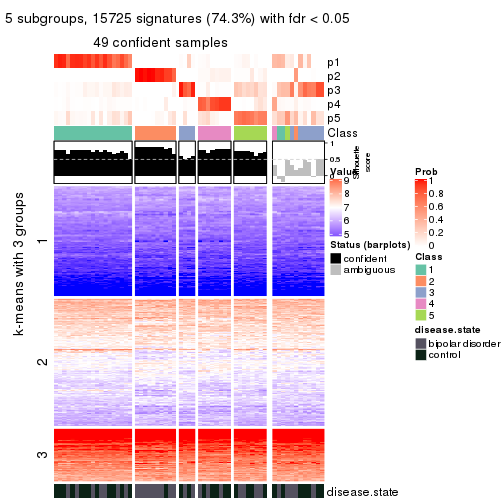 5 subgroups, 15725 signatures (74.3%) with fdr < 0.05
49 confident samples
p1
p2
p3
p4
p5
Class
1
0.5
0
Silhouette
score
k-means with 3 groups
1
2
3
disease.state
Value
9
8
7
6
5
Status (barplots)
confident
ambiguous
Prob
1
0.8
0.6
0.4
0.2
0
Class
1
2
3
4
5
disease.state
bipolar disorder
control